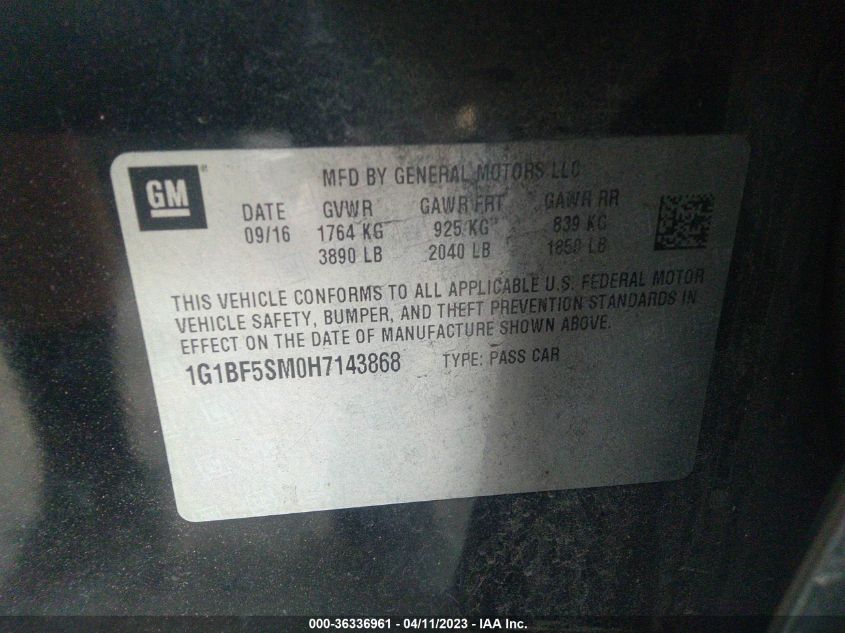 GM
MFD BY GENERAL MOTORS LLC
DATE GVWR GAWR FRT GAWR RR
09/16 1764 KG 925 KG 839 KG
3890 LB 2040 LB 1850 LB
THIS VEHICLE CONFORMS TO ALL APPLICABLE U.S. FEDERAL MOTOR
VEHICLE SAFETY, BUMPER, AND THEFT PREVENTION STANDARDS IN
EFFECT ON THE DATE OF MANUFACTURE SHOWN ABOVE.
1G1BF5SM0H7143868 TYPE: PASS CAR
000-36336961 - 04/11/2023 - www.iaai.com